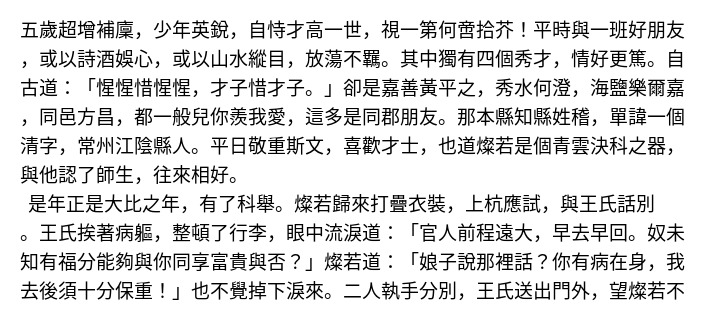 五歲超增補廩，少年英銳，自恃才高一世，視一第何啻拾芥！平時與一班好朋友
，或以詩酒娛心，或以山水縱目，放蕩不羈。其中獨有四個秀才，情好更篤。自
古道：「惺惺惜惺惺，才子惜才子。」卻是嘉善黃平之，秀水何澄，海鹽樂爾嘉
，同邑方昌，都一般兒你羨我愛，這多是同郡朋友。那本縣知縣姓稽，單諱一個
清字，常州江陰縣人。平日敬重斯文，喜歡才士，也道燦若是個青雲決科之器，
與他認了師生，往來相好。
是年正是大比之年，有了科舉。燦若歸來打疊衣裝，上杭應試，與王氏話別
。王氏挨著病軀，整頓了行李，眼中流淚道：「官人前程遠大，早去早回。奴未
知有福分能夠與你同享富貴與否？」燦若道：「娘子說那裡話？你有病在身，我
去後須十分保重！」也不覺掉下淚來。二人執手分別，王氏送出門外，望燦若不